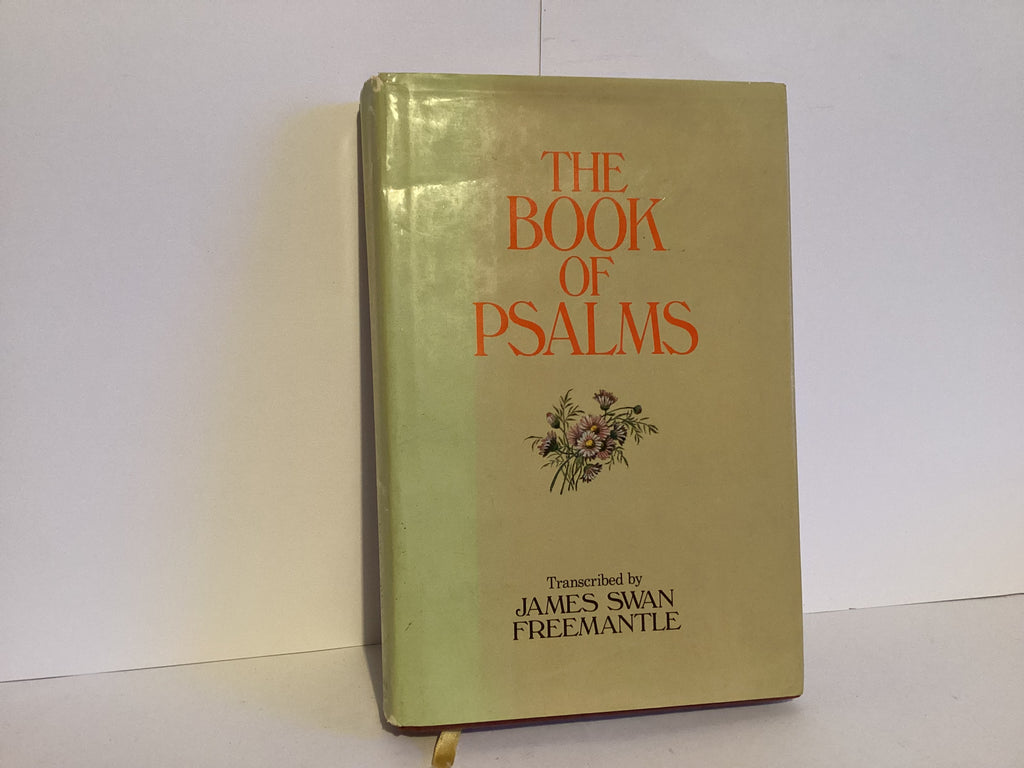 THE
BOOK
OF
PSALMS
Transcribed by
JAMES SWAN
FREEMANTLE